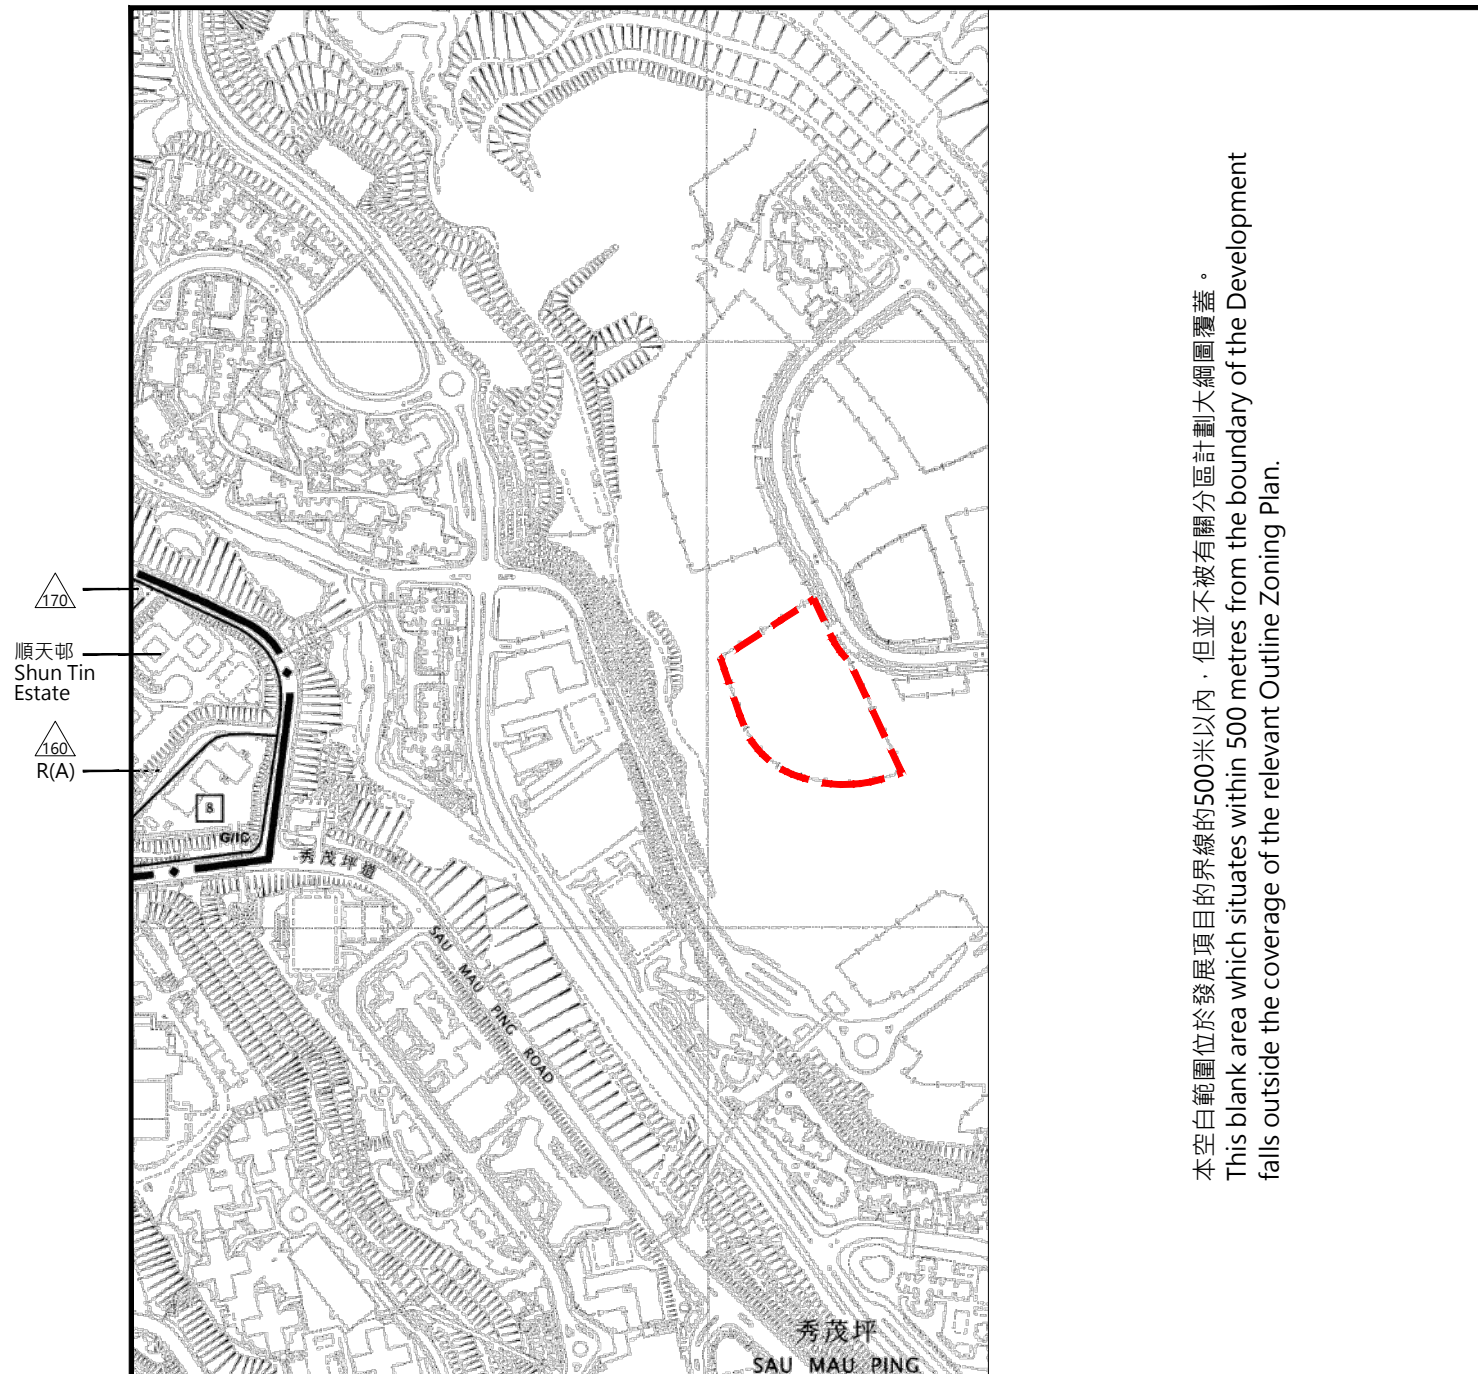 170
順天邨
Shun Tin
Estate
160
R(A)
8
G/IC
秀茂坪道
SAU MAU PING ROAD
秀茂坪
SAU MAU PING
本空白範圍位於發展項目的界線的500米以內，但並不被有關分區計劃大綱圖覆蓋。
This blank area which situates within 500 metres from the boundary of the Development
falls outside the coverage of the relevant Outline Zoning Plan.